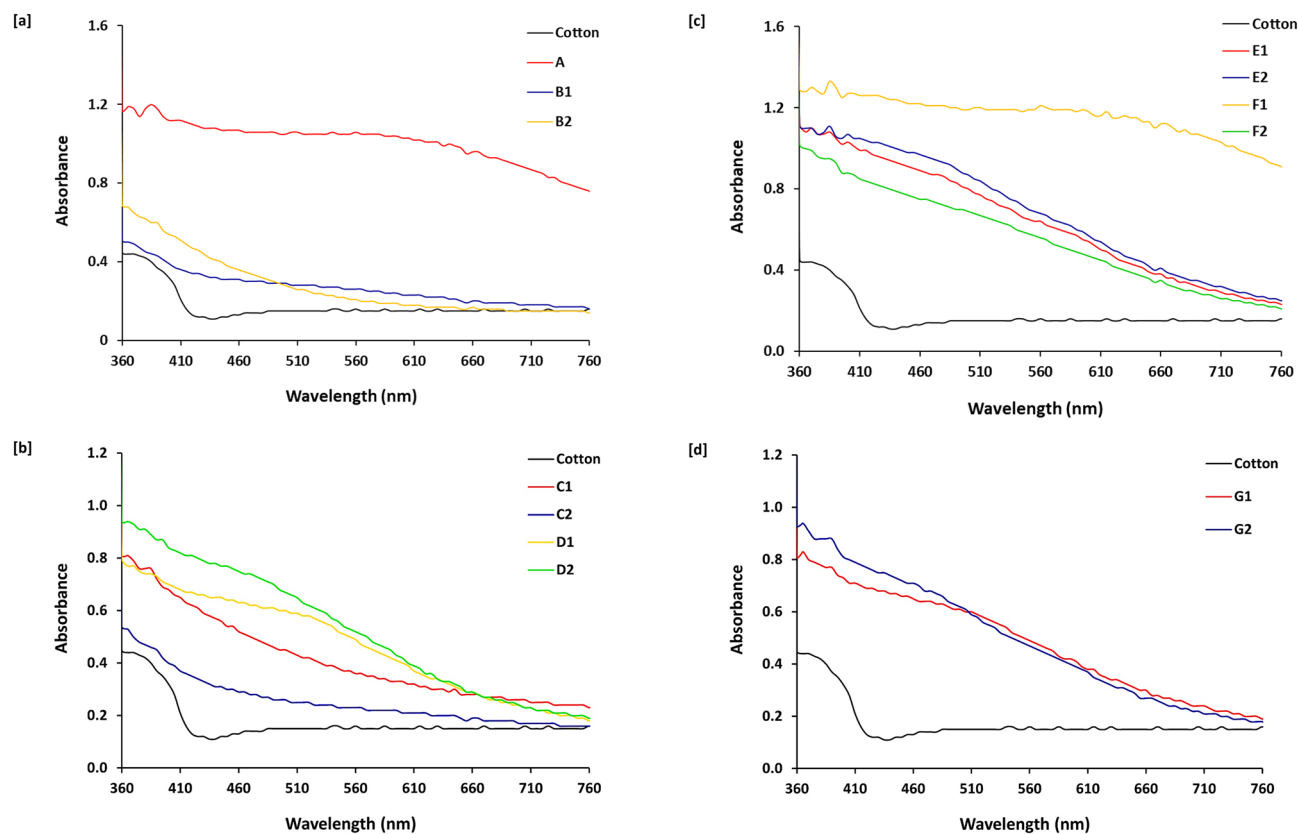 [a]
1.6
1.2
0.8
0.4
0
Absorbance
360 410 460 510 560 610 660 710 760
Wavelength (nm)
Cotton
A
B1
B2
[c]
1.6
1.2
0.8
0.4
0.0
Absorbance
360 410 460 510 560 610 660 710 760
Wavelength (nm)
Cotton
E1
E2
F1
F2
[b]
1.2
1.0
0.8
0.6
0.4
0.2
0.0
Absorbance
360 410 460 510 560 610 660 710 760
Wavelength (nm)
Cotton
C1
C2
D1
D2
[d]
1.2
1.0
0.8
0.6
0.4
0.2
0.0
Absorbance
360 410 460 510 560 610 660 710 760
Wavelength (nm)
Cotton
G1
G2